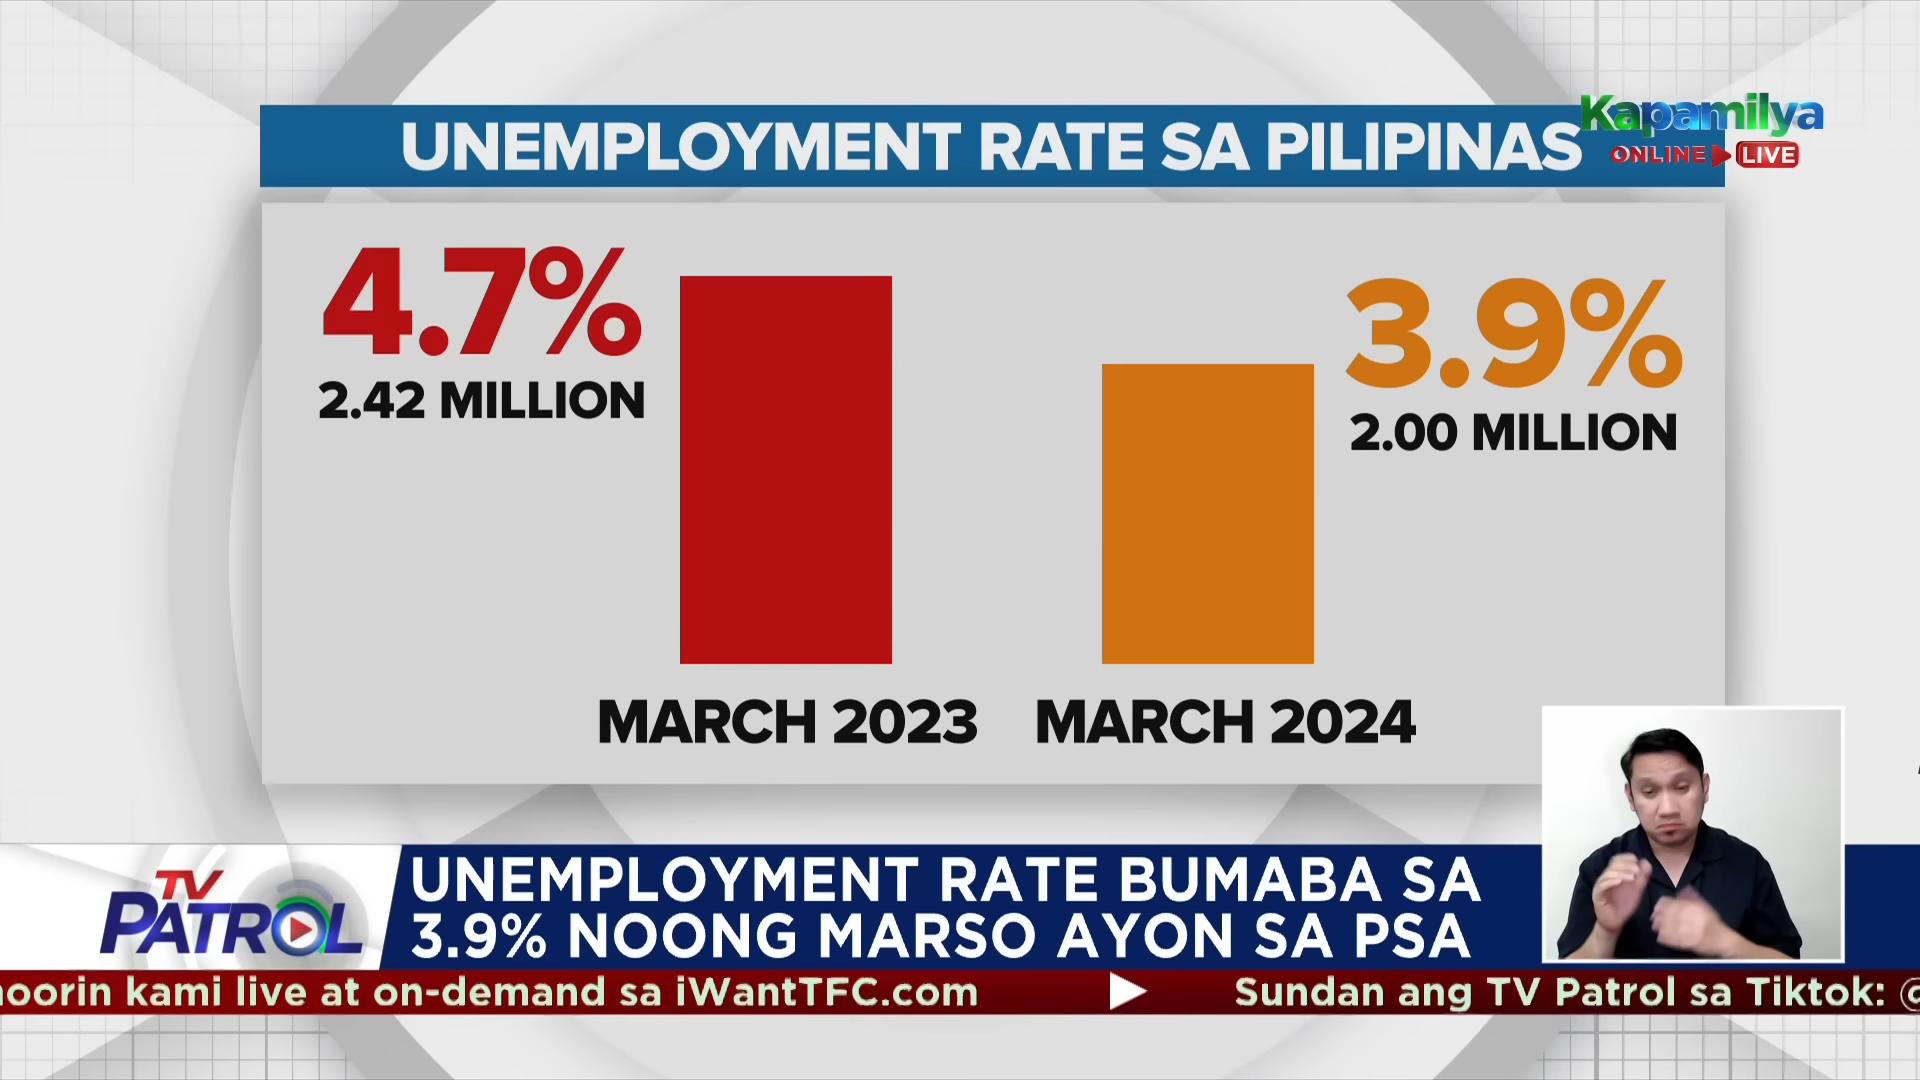 Kapamilya
ONLINE LIVE
UNEMPLOYMENT RATE SA PILIPINAS
4.7%
2.42 MILLION
3.9%
2.00 MILLION
MARCH 2023
MARCH 2024
TV PATROL
UNEMPLOYMENT RATE BUMABA SA
3.9% NOONG MARSO AYON SA PSA
kami live at on-demand sa iWantTFC.com Sundan ang TV Patrol sa Tiktok: